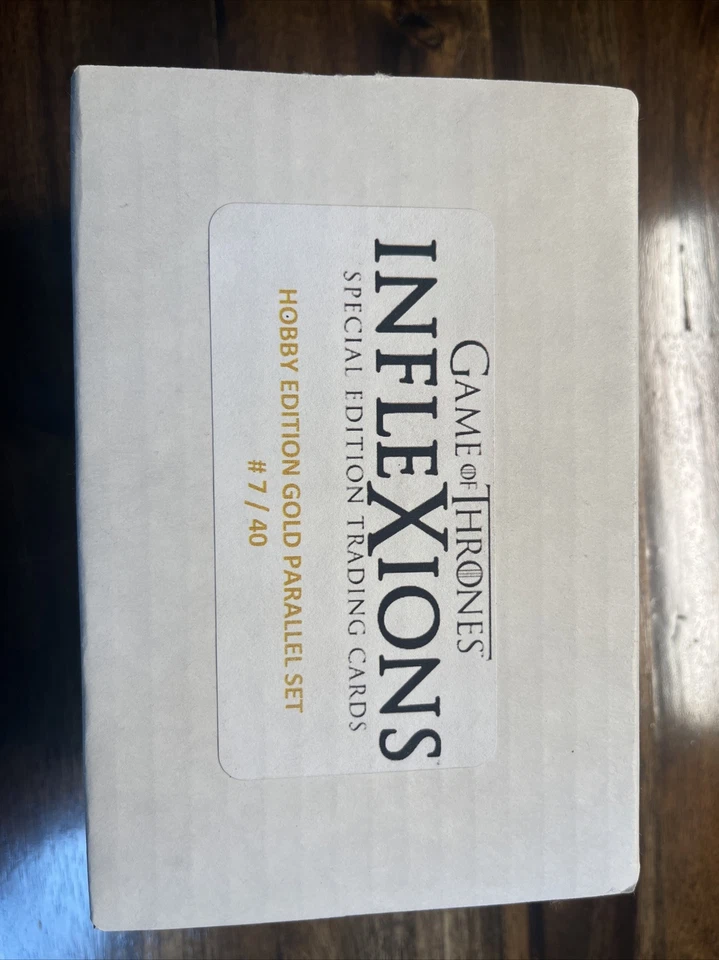 GAME OF THRONES
INFLEXIONS
SPECIAL EDITION TRADING CARDS
HOBBY EDITION GOLD PARALLEL SET
# 7 / 40